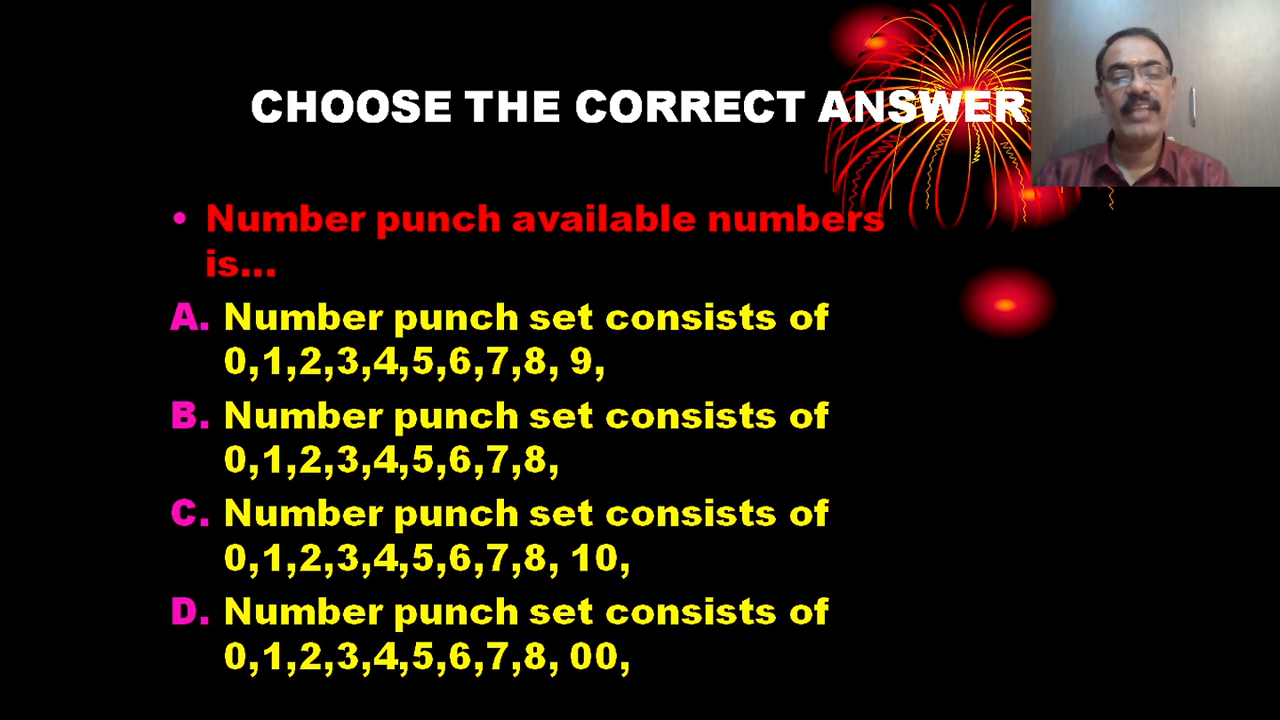 CHOOSE THE CORRECT ANSWER
• Number punch available numbers
is...
A. Number punch set consists of
0,1,2,3,4,5,6,7,8, 9,
B. Number punch set consists of
0,1,2,3,4,5,6,7,8,
C. Number punch set consists of
0,1,2,3,4,5,6,7,8, 10,
D. Number punch set consists of
0,1,2,3,4,5,6,7,8, 00,